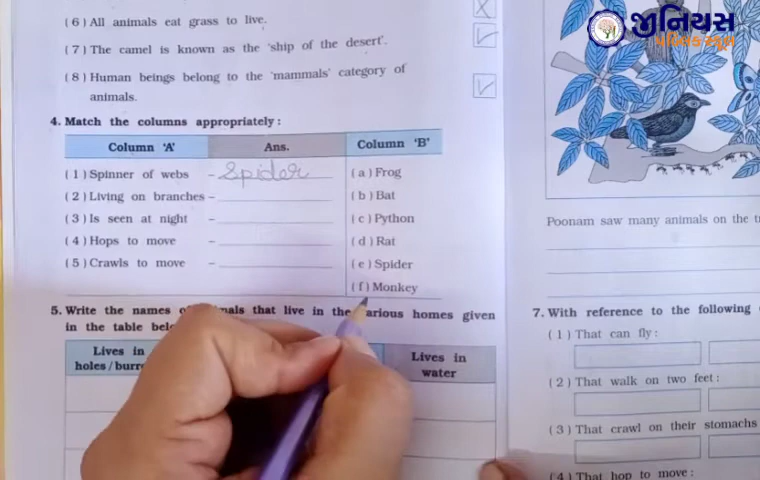 ( 6 ) All animals eat grass to live.
( 7 ) The camel is known as the 'ship of the desert'.
( 8 ) Human beings belong to the 'mammals' category of
animals.
4. Match the columns appropriately :
Column 'A' Ans. Column 'B'
( 1 ) Spinner of webs – Spider ( a ) Frog
( 2 ) Living on branches – ( b ) Bat
( 3 ) Is seen at night – ( c ) Python
( 4 ) Hops to move – ( d ) Rat
( 5 ) Crawls to move – ( e ) Spider
( f ) Monkey
5. Write the names that live in the various homes given
in the table
Lives in
holes /
Lives in
water
જીનિયસ
પબ્લિક સ્કૂલ
Poonam saw many animals on the
7. With reference to the following
( 1 ) That can fly :
( 2 ) That walk on two feet :
( 3 ) That crawl on their stomachs
( 4 ) That hop to move :